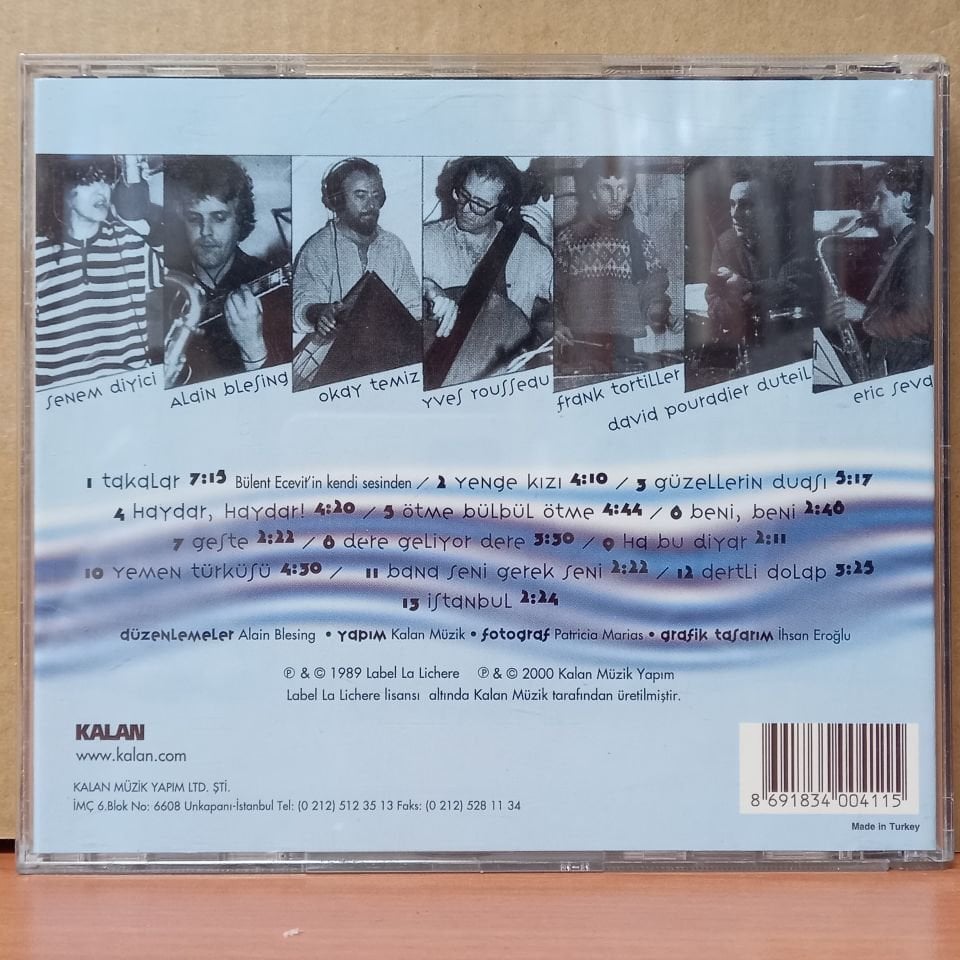 senem diyici
Alain Blesing
okay temiz
Yves Rousseau
frank tortiller
david pouradier duteil
eric seva
1 takalar 7:15 Bülent Ecevit'in kendi sesinden / 2 yenge kızı 4:10 / 3 güzellerin duası 5:17
4 Haydar, Haydar! 4:20 / 5 ötme bülbül ötme 4:44 / 6 beni, beni 2:46
7 geste 2:22 / 8 dere geliyor dere 3:30 / 9 Ha bu diyar 2:11
10 Yemen türküsü 4:30 / 11 bana seni gerek seni 2:22 / 12 dertli dolap 3:25
13 istanbul 2:24
düzenlemeler Alain Blesing • yapım Kalan Müzik • fotograf Patricia Marias • grafik tasarım İhsan Eroğlu
℗ & © 1989 Label La Lichere ℗ & © 2000 Kalan Müzik Yapım
Label La Lichere lisansı altında Kalan Müzik tarafından üretilmiştir.
KALAN
www.kalan.com
KALAN MÜZİK YAPIM LTD. ŞTİ.
İMÇ 6.Blok No: 6608 Unkapanı-İstanbul Tel: (0 212) 512 35 13 Faks: (0 212) 528 11 34
8 691834 004115
Made in Turkey